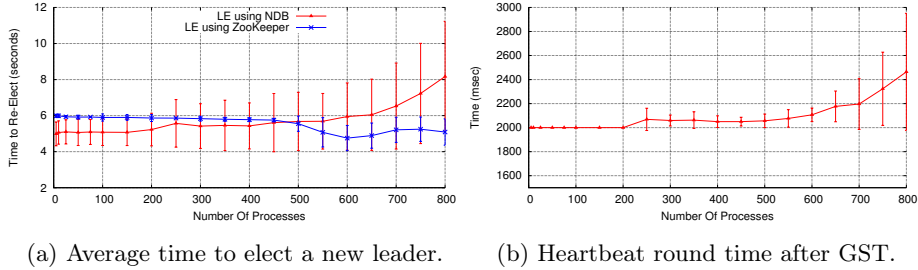 12
10
8
6
4
2
0 100 200 300 400 500 600 700 800
Time to Re-Elect (seconds)
Number Of Processes
LE using NDB
LE using ZooKeeper
3000
2800
2600
2400
2200
2000
1800
1600
0 100 200 300 400 500 600 700 800
Time (msec)
Number Of Processes
(a) Average time to elect a new leader.
(b) Heartbeat round time after GST.